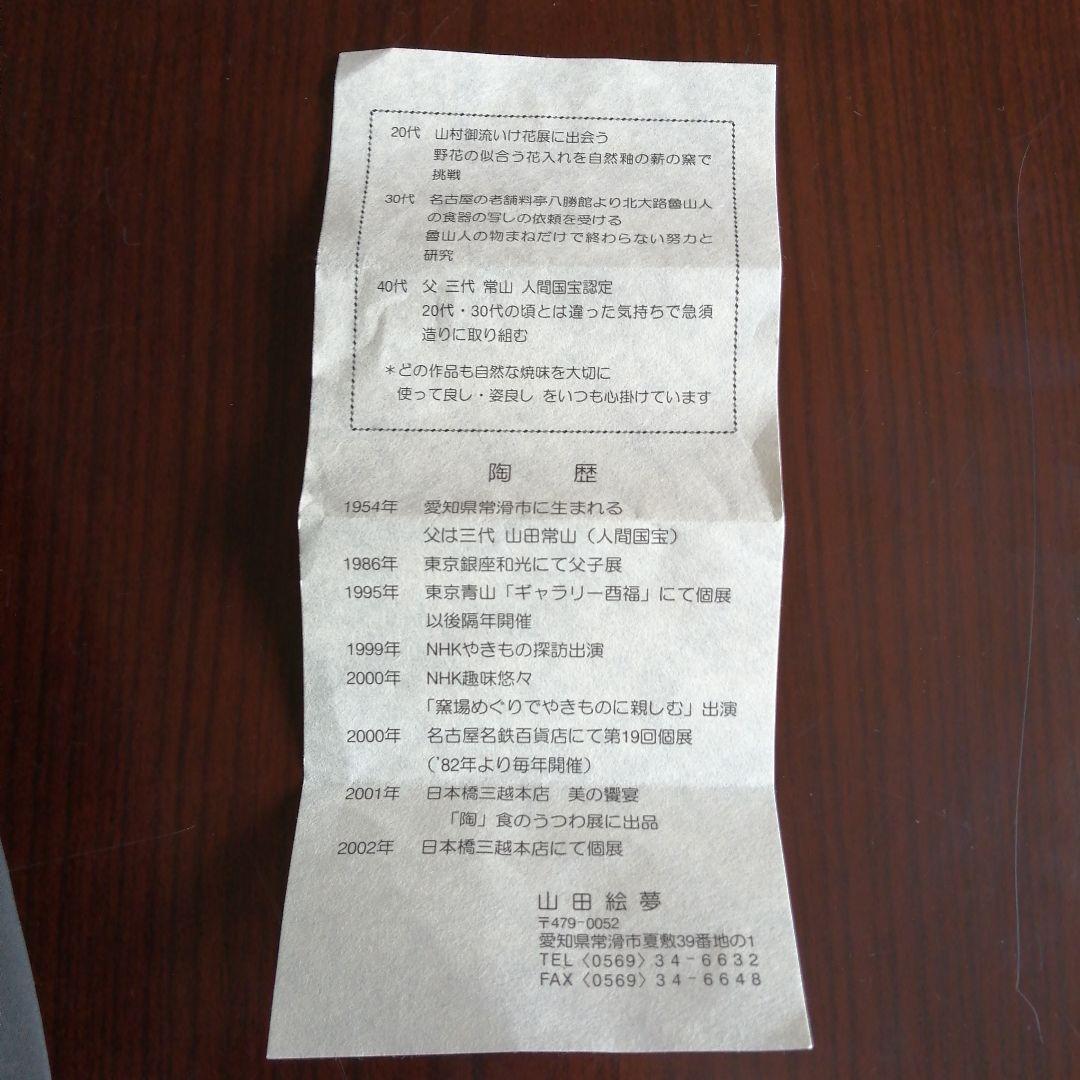 20代 山村御流いけ花展に出会う
野花の似合う花入れを自然釉の薪の窯で
挑戦
30代 名古屋の老舗料亭八勝館より北大路魯山人
の食器の写しの依頼を受ける
魯山人の物まねだけで終わらない努力と
研究
40代 父 三代 常山 人間国宝認定
20代・30代の頃とは違った気持ちで急須
造りに取り組む
*どの作品も自然な焼味を大切に
使って良し・姿良し をいつも心掛けています
陶 歴
1954年 愛知県常滑市に生まれる
父は三代 山田常山(人間国宝)
1986年 東京銀座和光にて父子展
1995年 東京青山「ギャラリー酉福」にて個展
以後隔年開催
1999年 NHKやきもの探訪出演
2000年 NHK趣味悠々
「窯場めぐりでやきものに親しむ」出演
2000年 名古屋名鉄百貨店にて第19回個展
('82年より毎年開催)
2001年 日本橋三越本店 美の饗宴
「陶」食のうつわ展に出品
2002年 日本橋三越本店にて個展
山田絵夢
〒479-0052
愛知県常滑市夏敷39番地の1
TEL〈0569〉34-6632
FAX〈0569〉34-6648